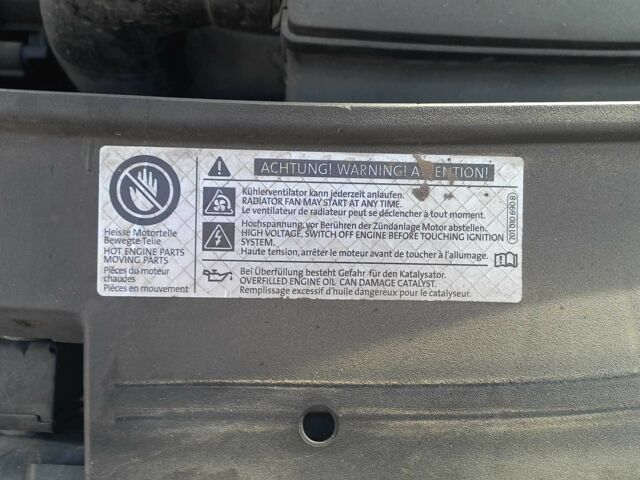 ACHTUNG! WARNING! ATTENTION!
Kühlerventilator kann jederzeit anlaufen.
RADIATOR FAN MAY START AT ANY TIME.
Le ventilateur de radiateur peut se déclencher à tout moment.
Hochspannung, vor Berühren der Zündanlage Motor abstellen.
HIGH VOLTAGE, SWITCH OFF ENGINE BEFORE TOUCHING IGNITION
SYSTEM.
Haute tension, arrêter le moteur avant de toucher à l'allumage.
Bei Überfüllung besteht Gefahr für den Katalysator.
OVERFILLED ENGINE OIL CAN DAMAGE CATALYST.
Remplissage excessif d'huile dangereux pour le catalyseur.
Heisse Motorteile
Bewegte Teile
HOT ENGINE PARTS
MOVING PARTS
Pièces du moteur
chaudes
Pièces en mouvement